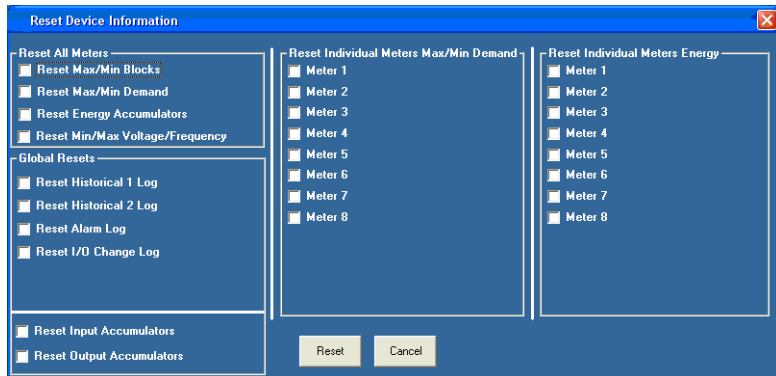 Reset Device Information
Reset All Meters
Reset Max/Min Blocks
Reset Max/Min Demand
Reset Energy Accumulators
Reset Min/Max Voltage/Frequency
Global Resets
Reset Historical 1 Log
Reset Historical 2 Log
Reset Alarm Log
Reset I/O Change Log
Reset Input Accumulators
Reset Output Accumulators
Reset Individual Meters Max/Min Demand
Meter 1
Meter 2
Meter 3
Meter 4
Meter 5
Meter 6
Meter 7
Meter 8
Reset Individual Meters Energy
Meter 1
Meter 2
Meter 3
Meter 4
Meter 5
Meter 6
Meter 7
Meter 8
Reset
Cancel